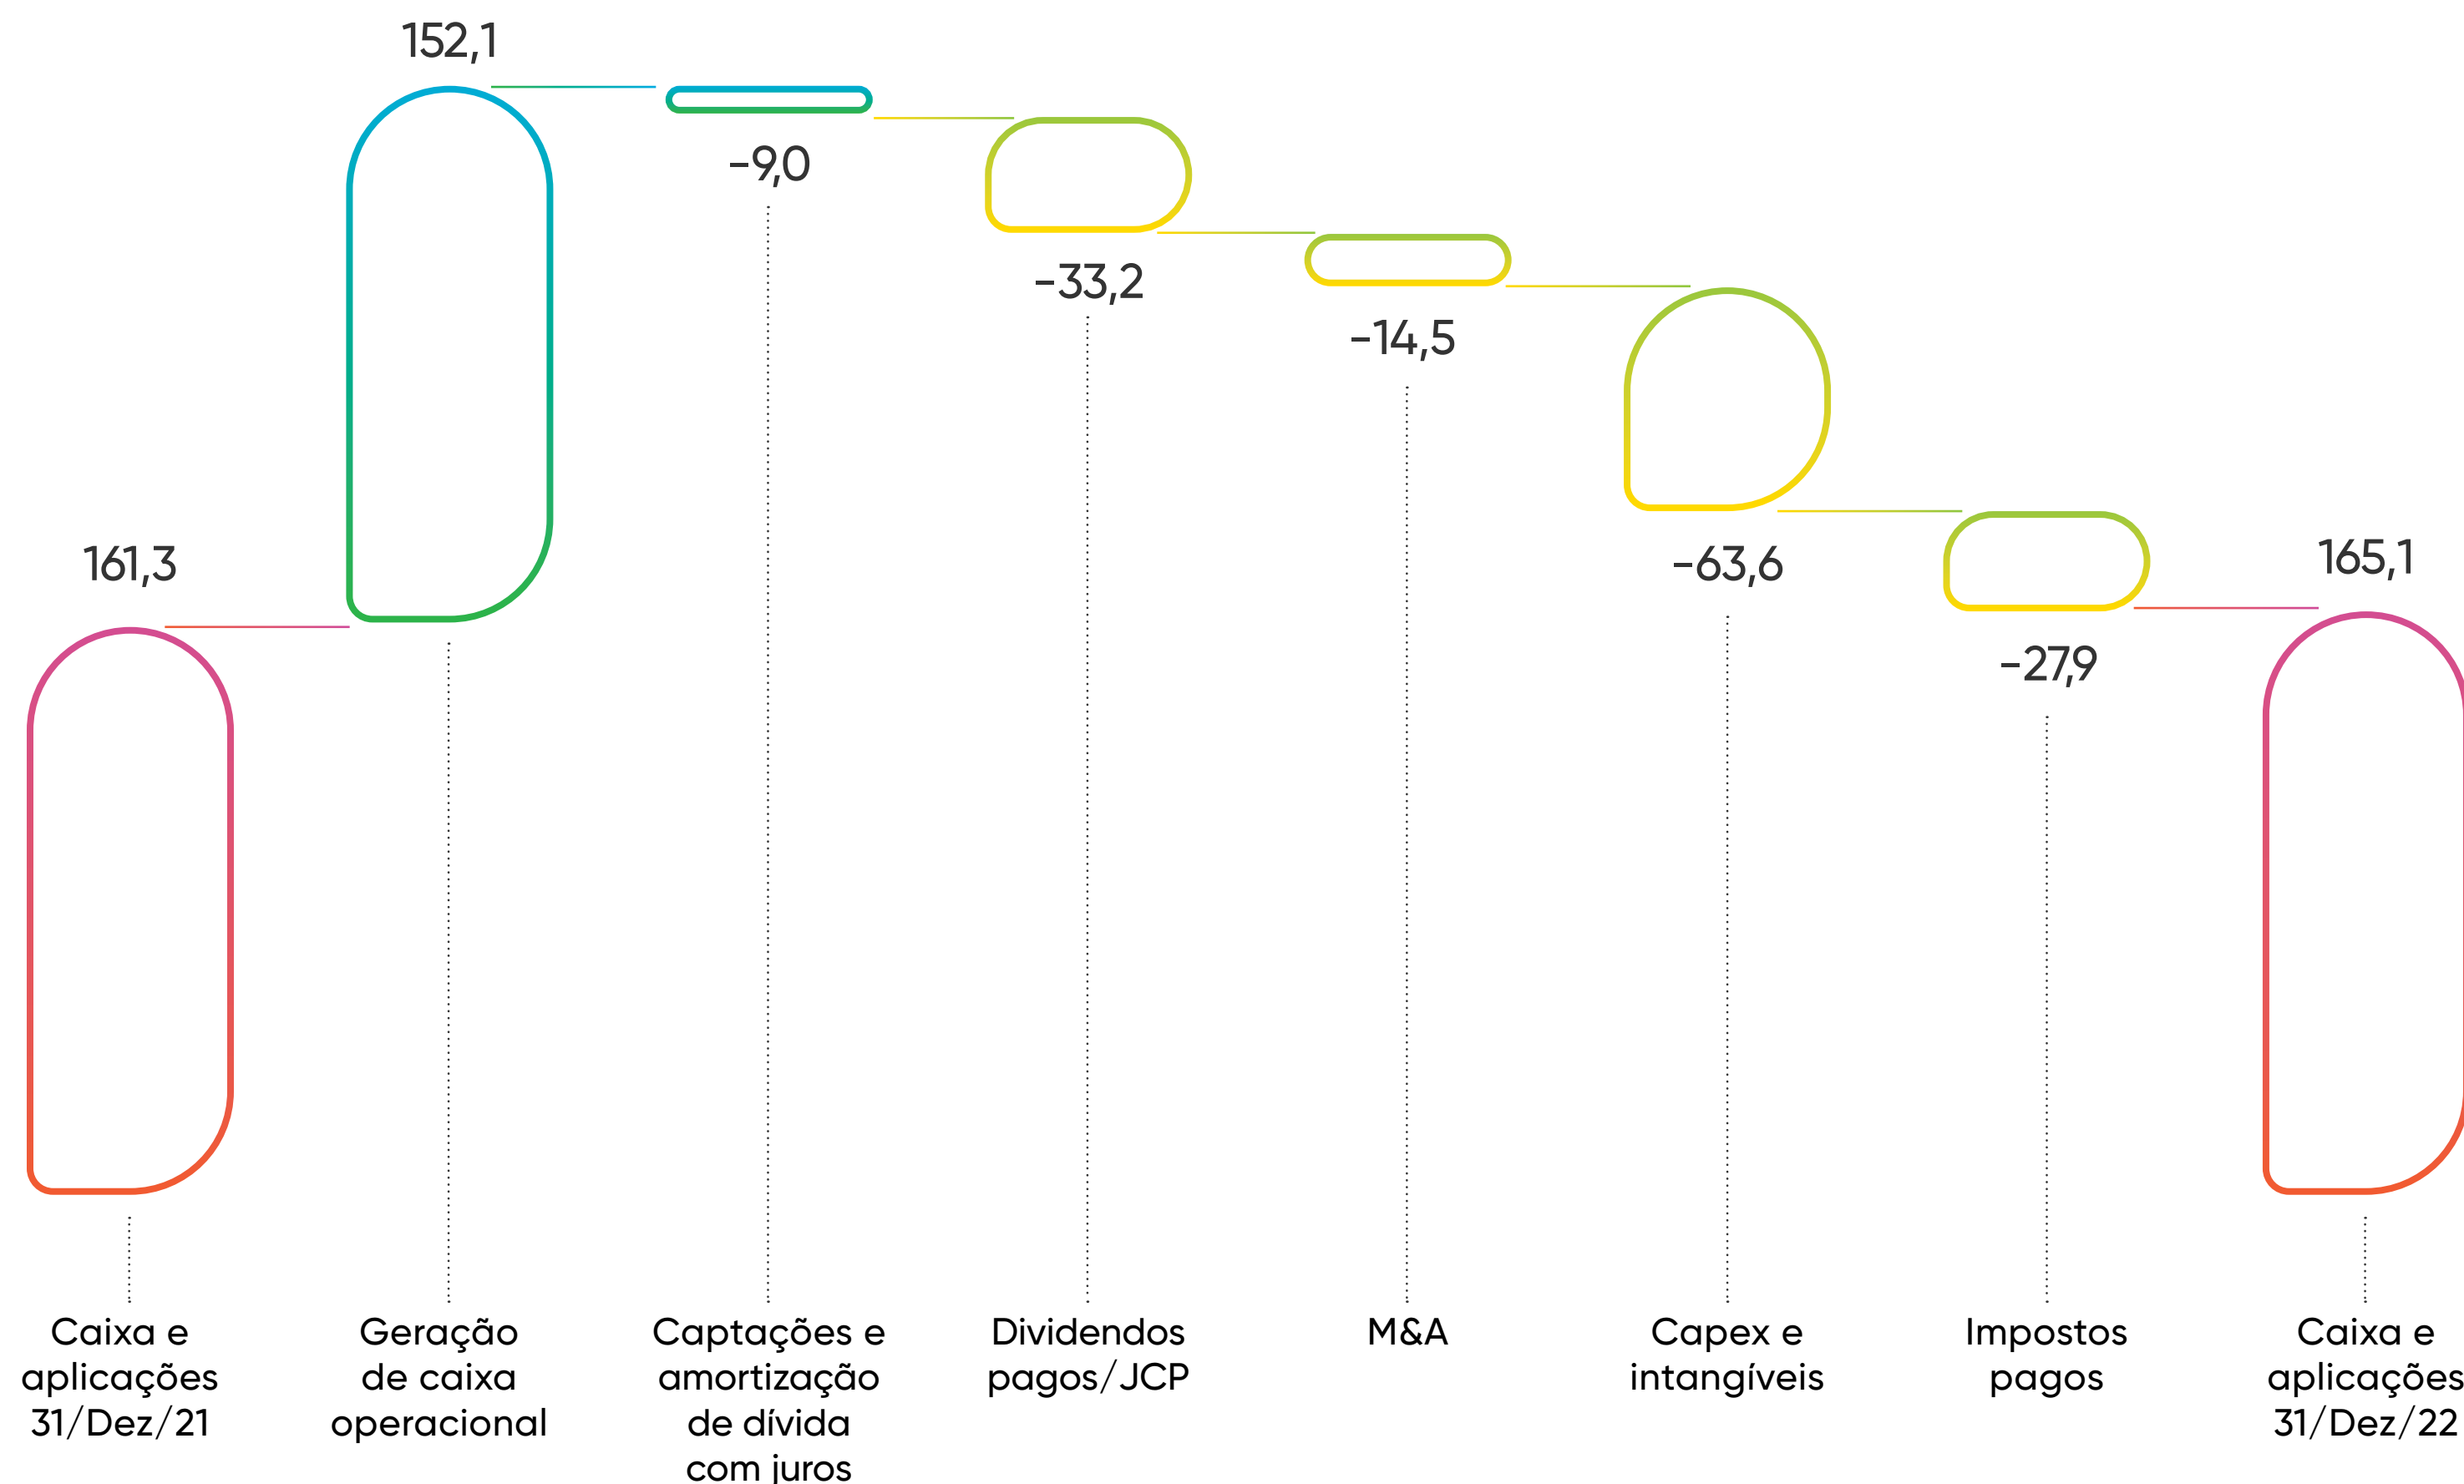 152,1
-9,0
-33,2
-14,5
161,3
-63,6
165,1
-27,9
Caixa e
aplicações
31/Dez/21
Geração
de caixa
operacional
Captações e
amortização
de dívida
com juros
Dividendos
pagos/JCP
M&A
Capex e
intangíveis
Impostos
pagos
Caixa e
aplicações
31/Dez/22